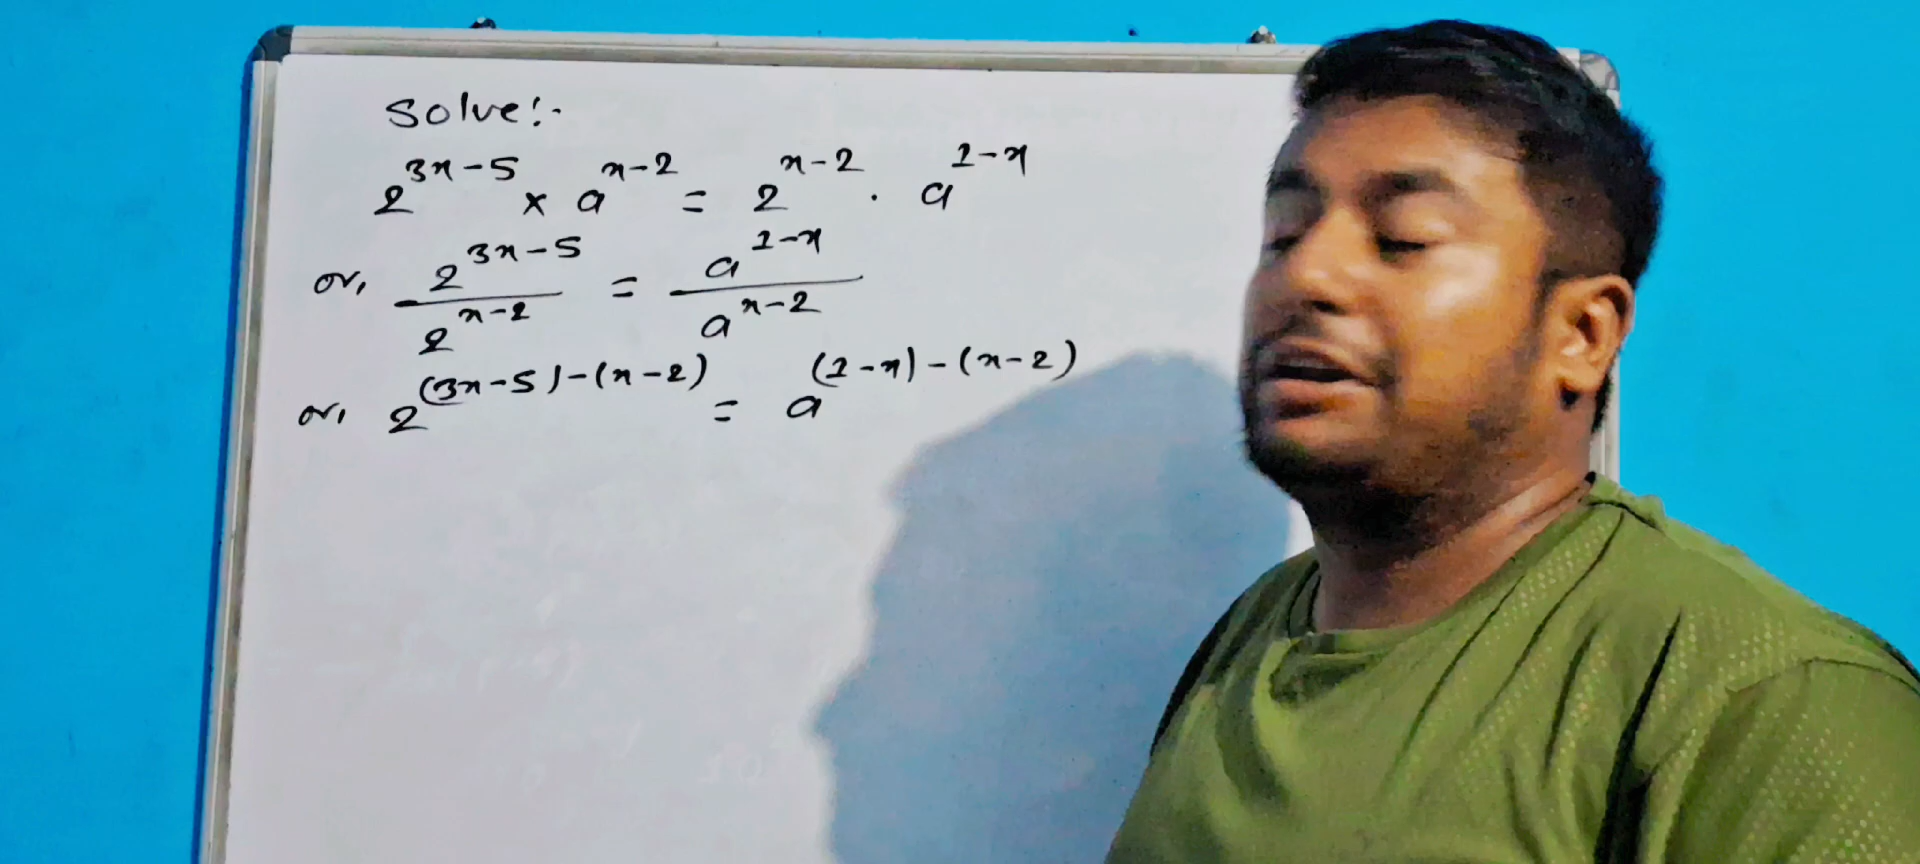 Solve:-
2^(3x-5) × a^(x-2) = 2^(x-2) . a^(1-x)
or, 2^(3x-5) / 2^(x-2) = a^(1-x) / a^(x-2)
or, 2^((3x-5)-(x-2)) = a^((1-x)-(x-2))